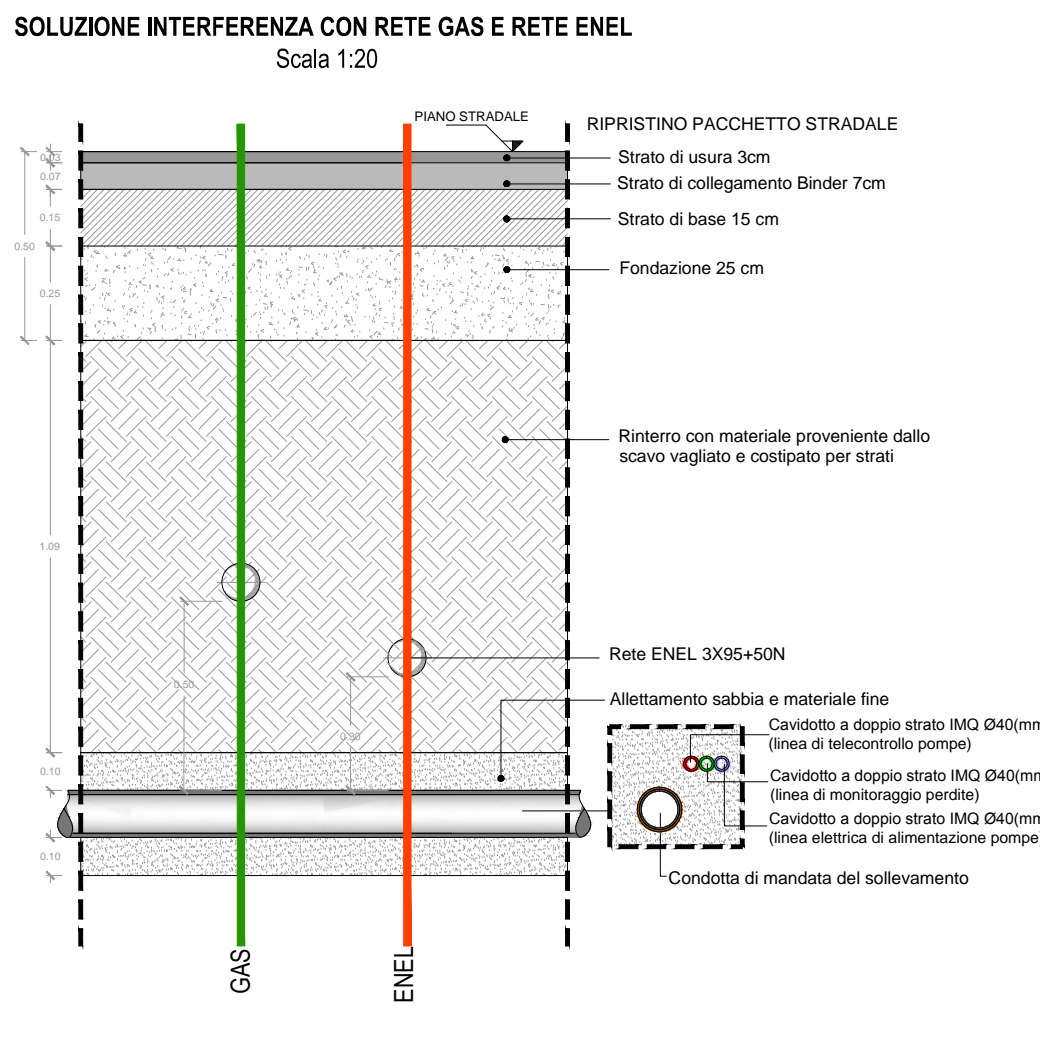 SOLUZIONE INTERFERENZA CON RETE GAS E RETE ENEL
Scala 1:20
PIANO STRADALE
RIPRISTINO PACCHETTO STRADALE
0.03
Strato di usura 3cm
0.07
Strato di collegamento Binder 7cm
0.15
Strato di base 15 cm
0.50
0.25
Fondazione 25 cm
Rinterro con materiale proveniente dallo
scavo vagliato e costipato per strati
1.09
Rete ENEL 3X95+50N
0.50
Allettamento sabbia e materiale fine
0.30
Cavidotto a doppio strato IMQ Ø40(mm
(linea di telecontrollo pompe)
0.10
Cavidotto a doppio strato IMQ Ø40(mm
(linea di monitoraggio perdite)
Cavidotto a doppio strato IMQ Ø40(mm
(linea elettrica di alimentazione pompe)
0.10
Condotta di mandata del sollevamento
GAS
ENEL